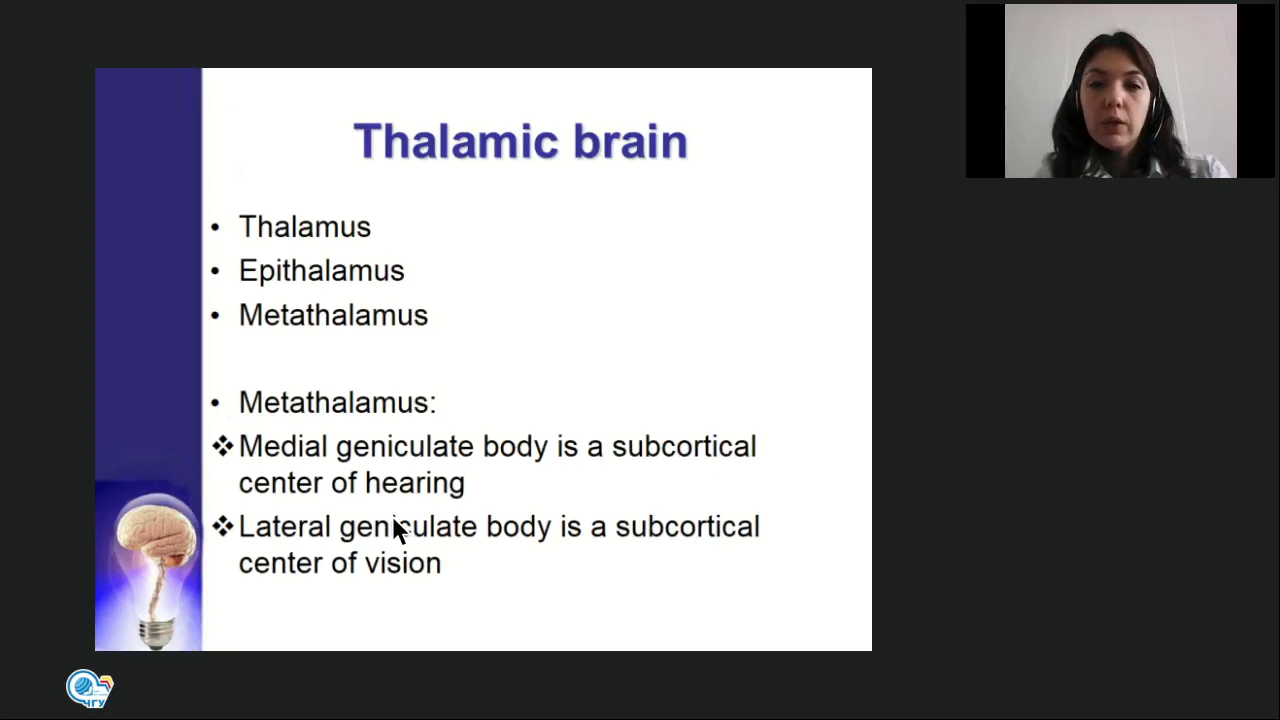 Thalamic brain
• Thalamus
• Epithalamus
• Metathalamus
• Metathalamus:
❖ Medial geniculate body is a subcortical
center of hearing
❖ Lateral geniculate body is a subcortical
center of vision
ЧГУ